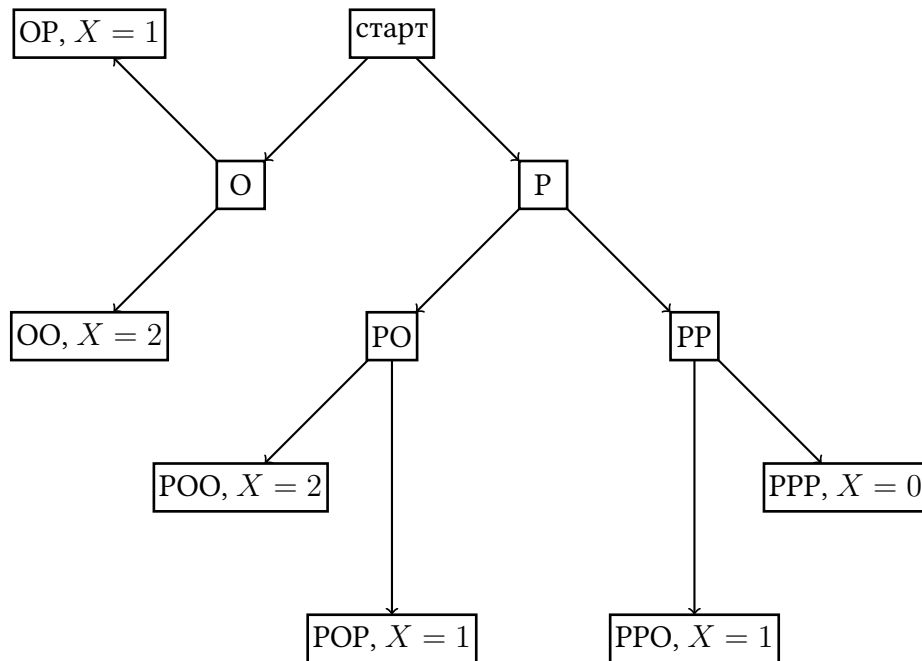 ОР, X = 1
старт
О
Р
ОО, X = 2
РО
РР
РОО, X = 2
РРР, X = 0
РОР, X = 1
РРО, X = 1